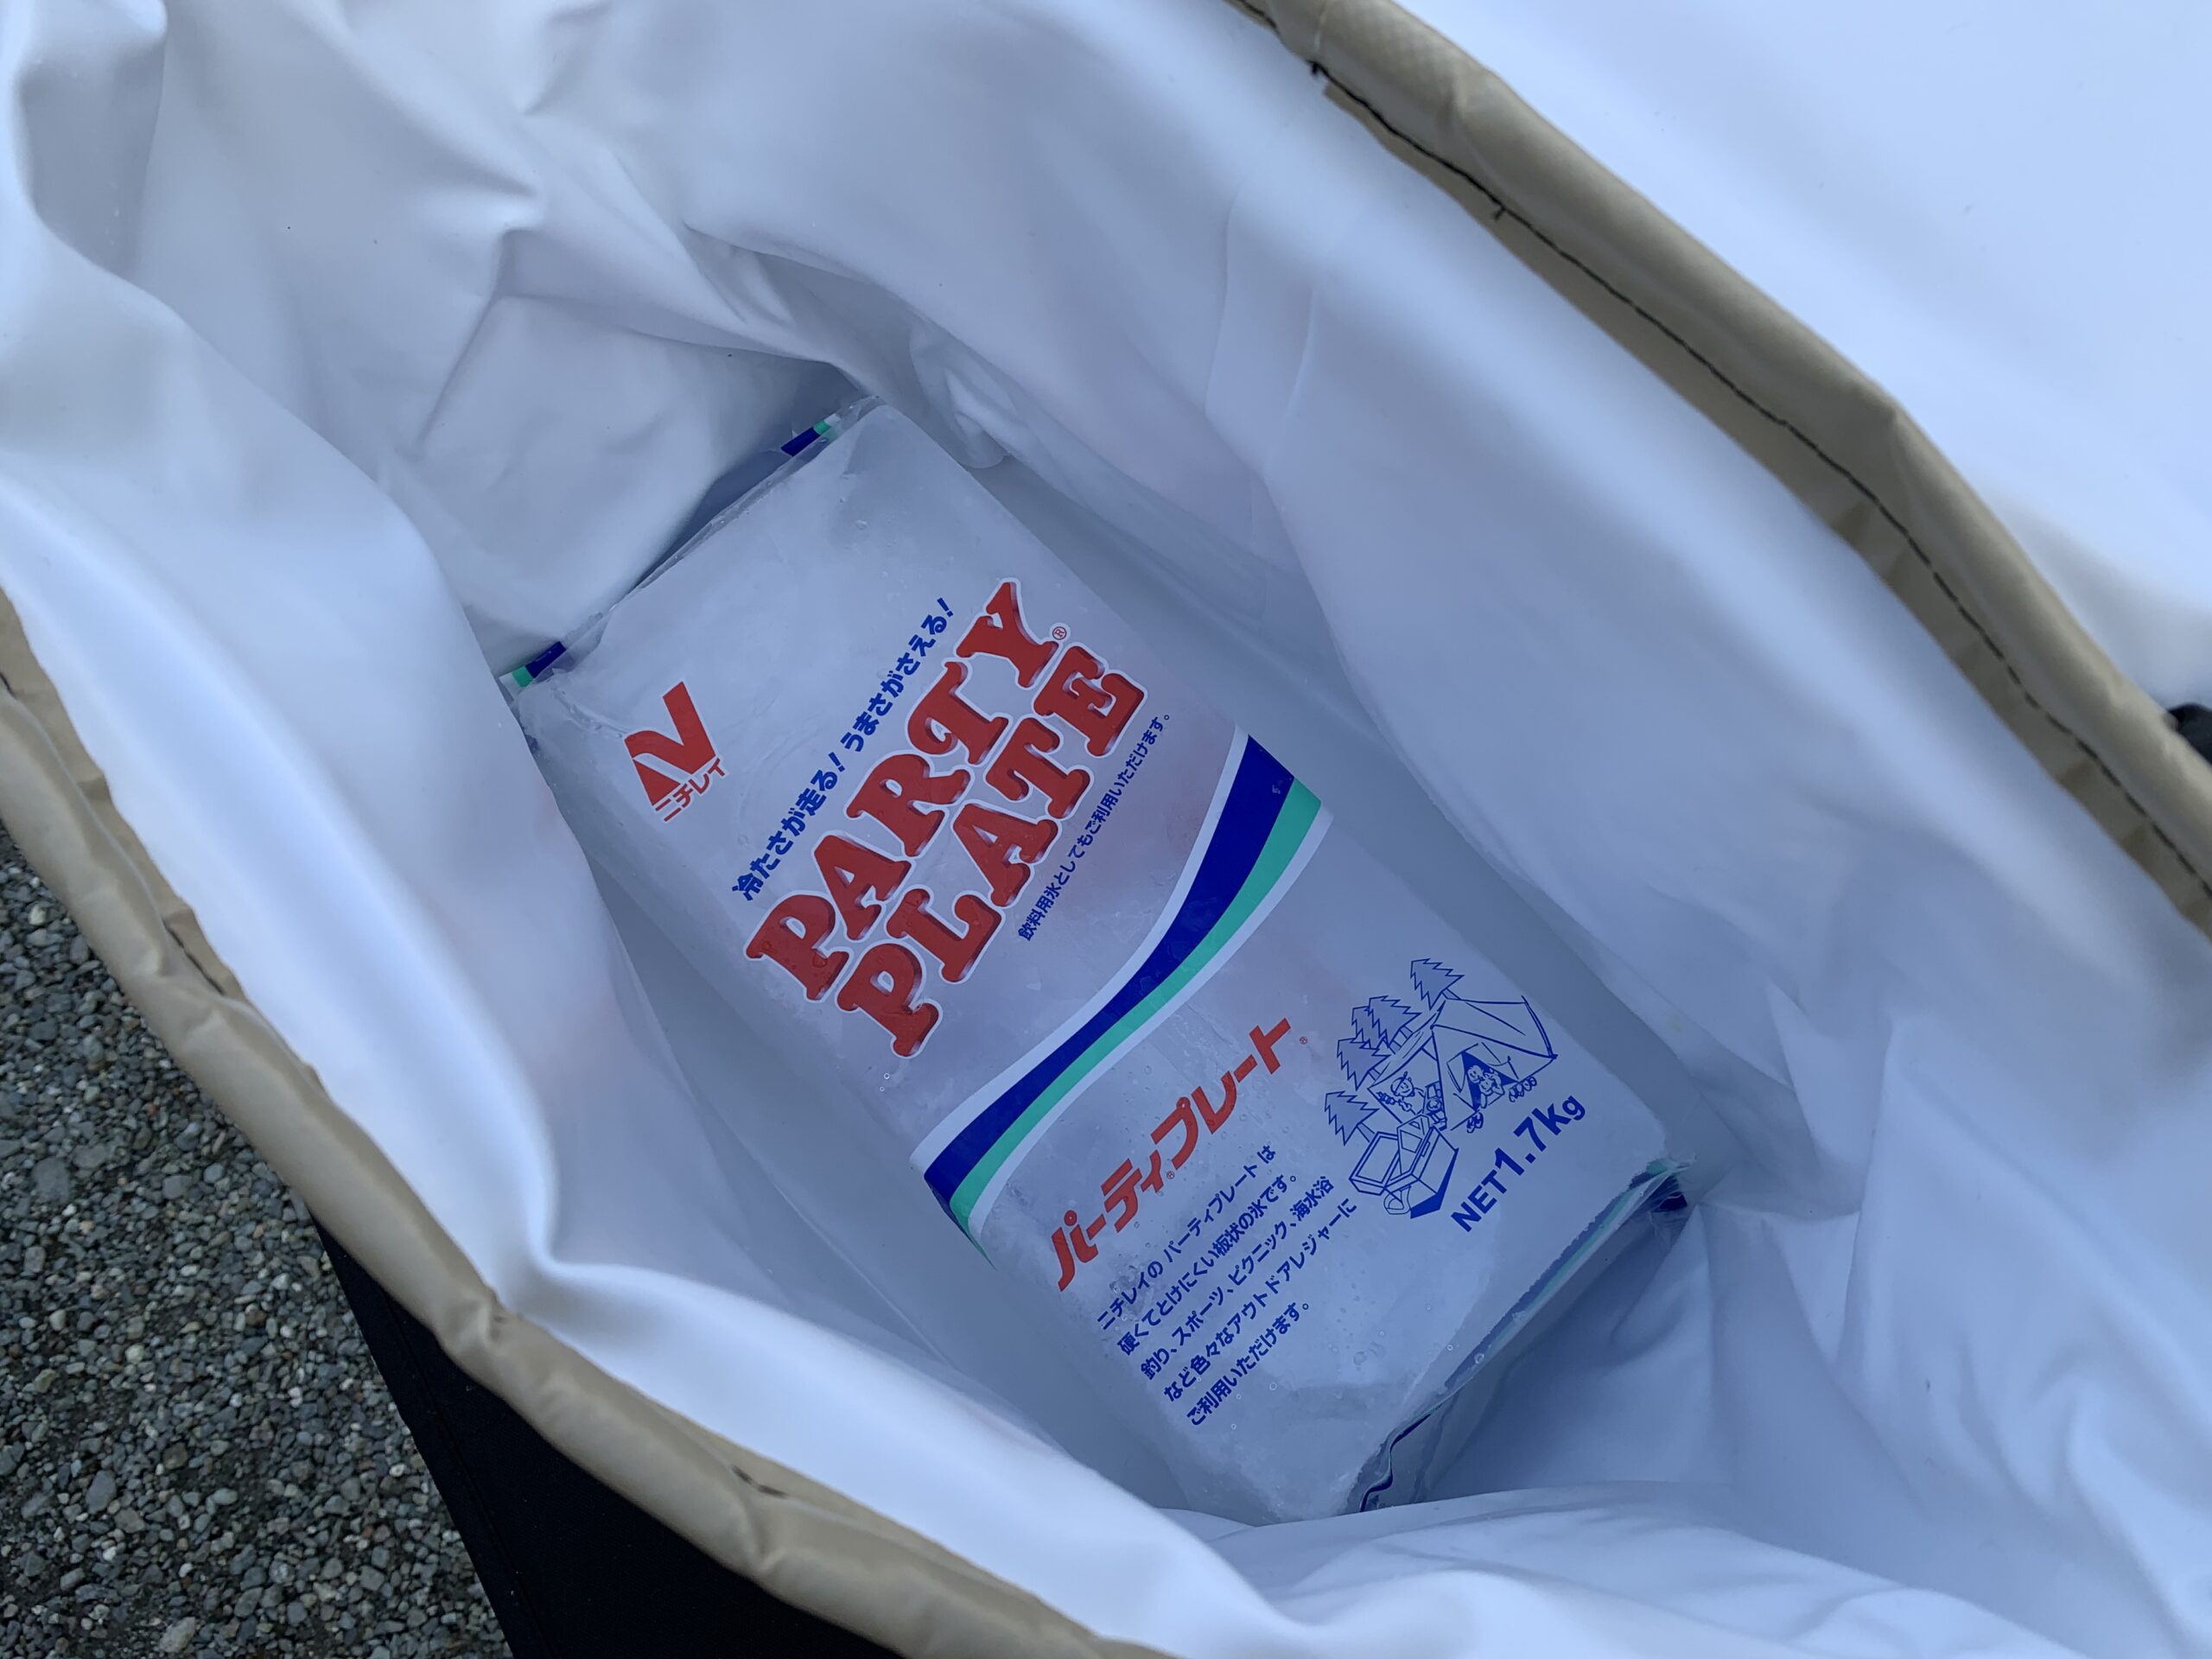 ニチレイ
冷たさが走る!うまさがさえる!
PARTY®
PLATE
飲料用氷としてもご利用いただけます。
パーティ®プレート®
ニチレイの パーティプレート は
硬くてとけにくい板状の氷です。
釣り、スポーツ、ピクニック、海水浴
など色々なアウトドアレジャーに
ご利用いただけます。
NET1.7kg